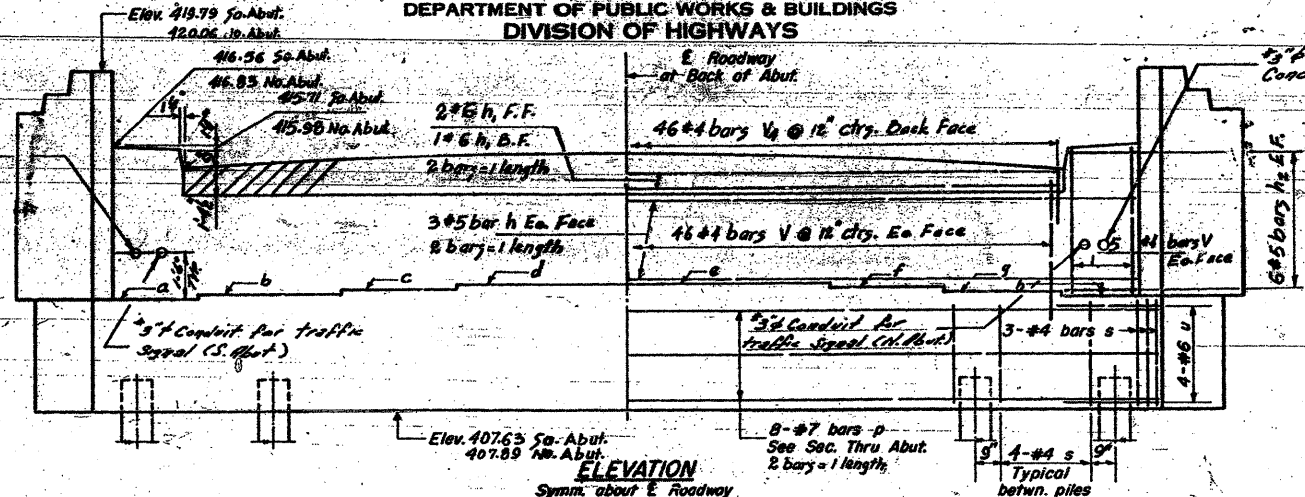 DEPARTMENT OF PUBLIC WORKS & BUILDINGS
DIVISION OF HIGHWAYS
Elev. 419.79 So. Abut.
420.06 No. Abut.
416.56 So. Abut.
416.83 No. Abut.
415.71 So. Abut.
415.98 No. Abut.
℄ Roadway
at Back of Abut.
2#6 h, F.F.
1#6 h, B.F.
2 bars = 1 length
46 #4 bars V4 @ 12" ctrs. Back Face
3 #5 bar h Ea. Face
2 bars = 1 length
46 #4 bars V @ 12" ctrs. Ea. Face
#4 bars V
Ea. Face
6 #5 bars h2 E.F.
a
b
c
d
e
f
g
h
*3"φ Conduit for traffic
Signal (S. Abut)
*3"φ Conduit for
traffic Signal (N. Abut.)
3-#4 bars s
4-#6 u
Elev. 407.63 So. Abut.
407.89 No. Abut.
8-#7 bars p
See Sec. Thru Abut.
2 bars = 1 length
9"
4-#4 s
9"
Typical
betwn. piles
ELEVATION
Symm. about ℄ Roadway